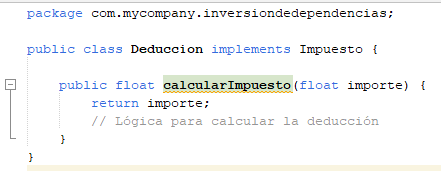 package com.mycompany.inversiondedependencias;
public class Deduccion implements Impuesto {
public float calcularImpuesto(float importe) {
return importe;
// Lógica para calcular la deducción
}
}